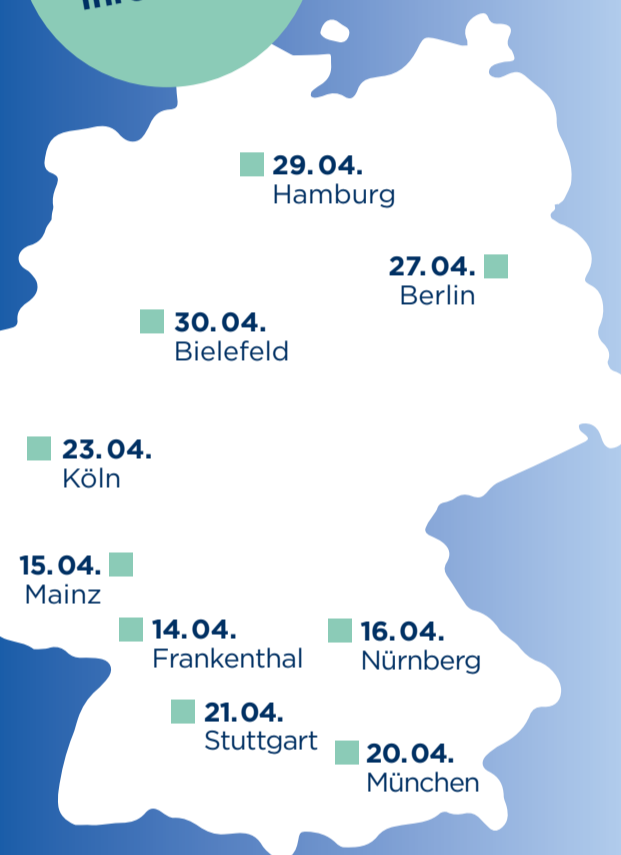 29. 04.
Hamburg
27. 04.
Berlin
30. 04.
Bielefeld
23. 04.
Köln
15. 04.
Mainz
14. 04.
Frankenthal
16. 04.
Nürnberg
21. 04.
Stuttgart
20. 04.
München